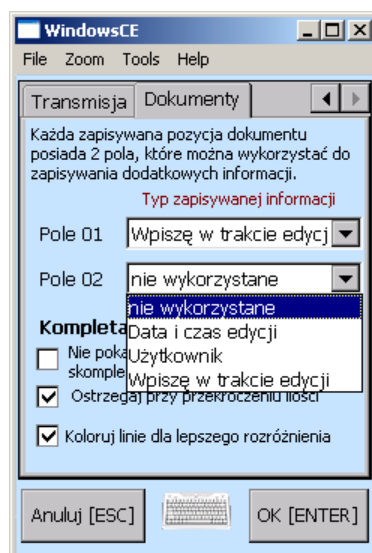 WindowsCE
File Zoom Tools Help
Transmisja Dokumenty
Każda zapisywana pozycja dokumentu
posiada 2 pola, które można wykorzystać do
zapisywania dodatkowych informacji.
Typ zapisywanej informacji
Pole 01 Wpiszę w trakcie edycj
Pole 02 nie wykorzystane
nie wykorzystane
Data i czas edycji
Użytkownik
Wpiszę w trakcie edycji
Kompleta
Nie poka
skomple
Ostrzegaj przy przekroczeniu ilości
Koloruj linie dla lepszego rozróżnienia
Anuluj [ESC] OK [ENTER]